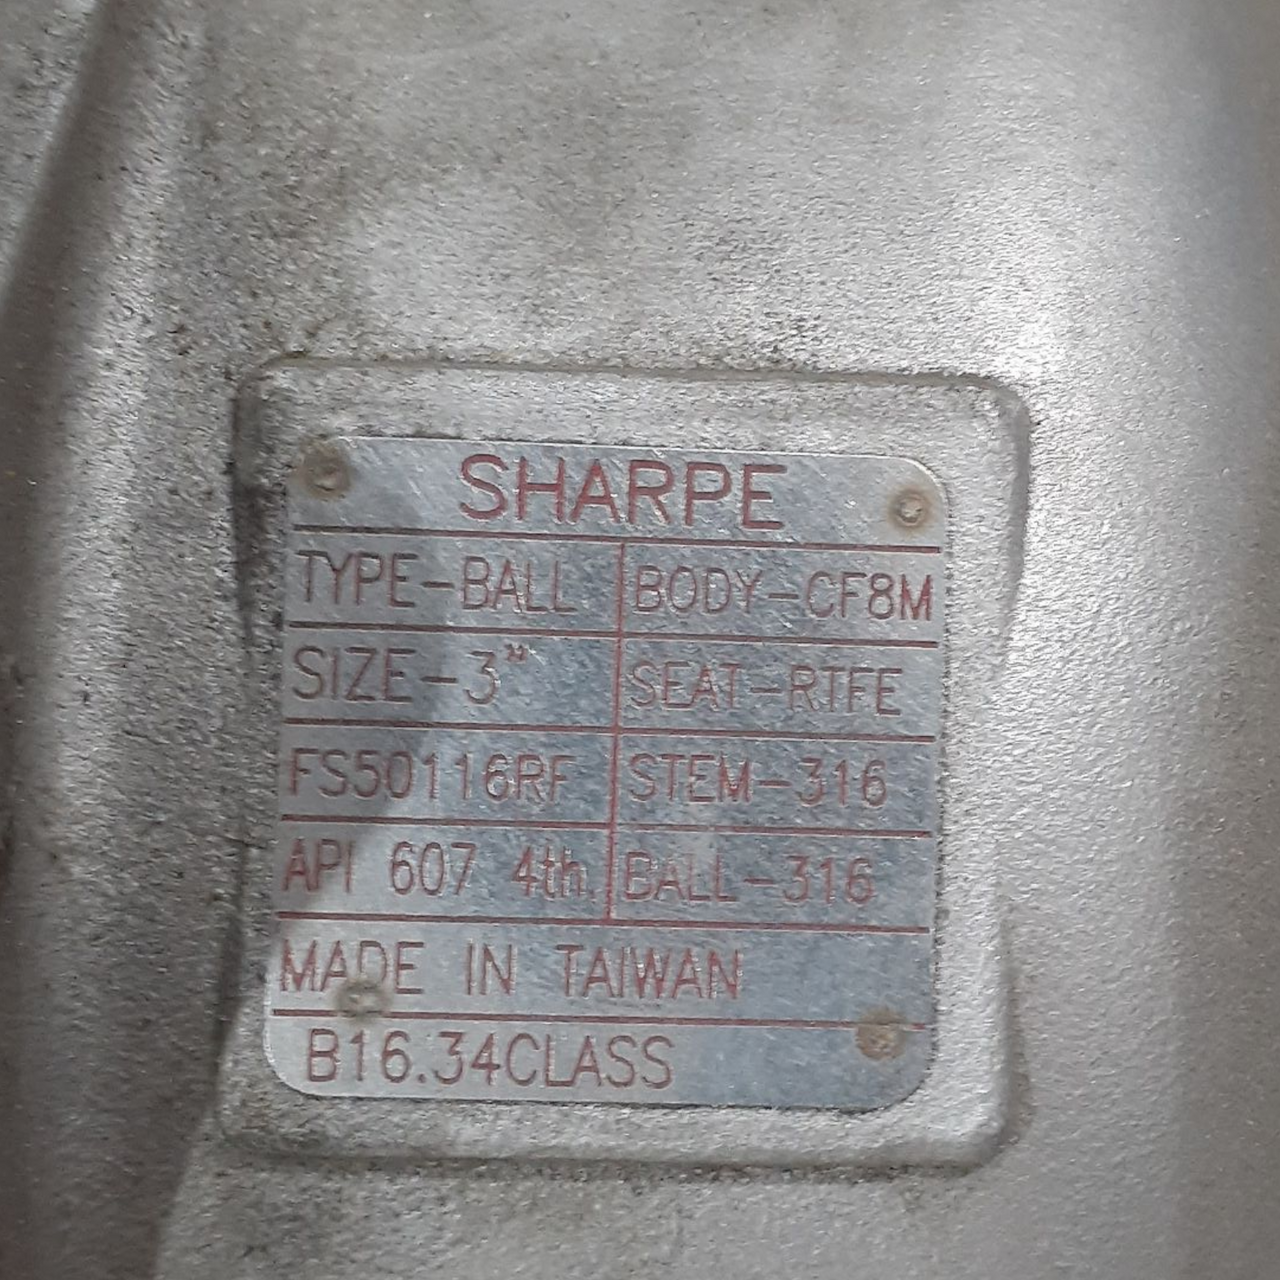 SHARPE
TYPE-BALL BODY-CF8M
SIZE-3" SEAT-RTFE
FS50116RF STEM-316
API 607 4th. BALL-316
MADE IN TAIWAN
B16.34CLASS